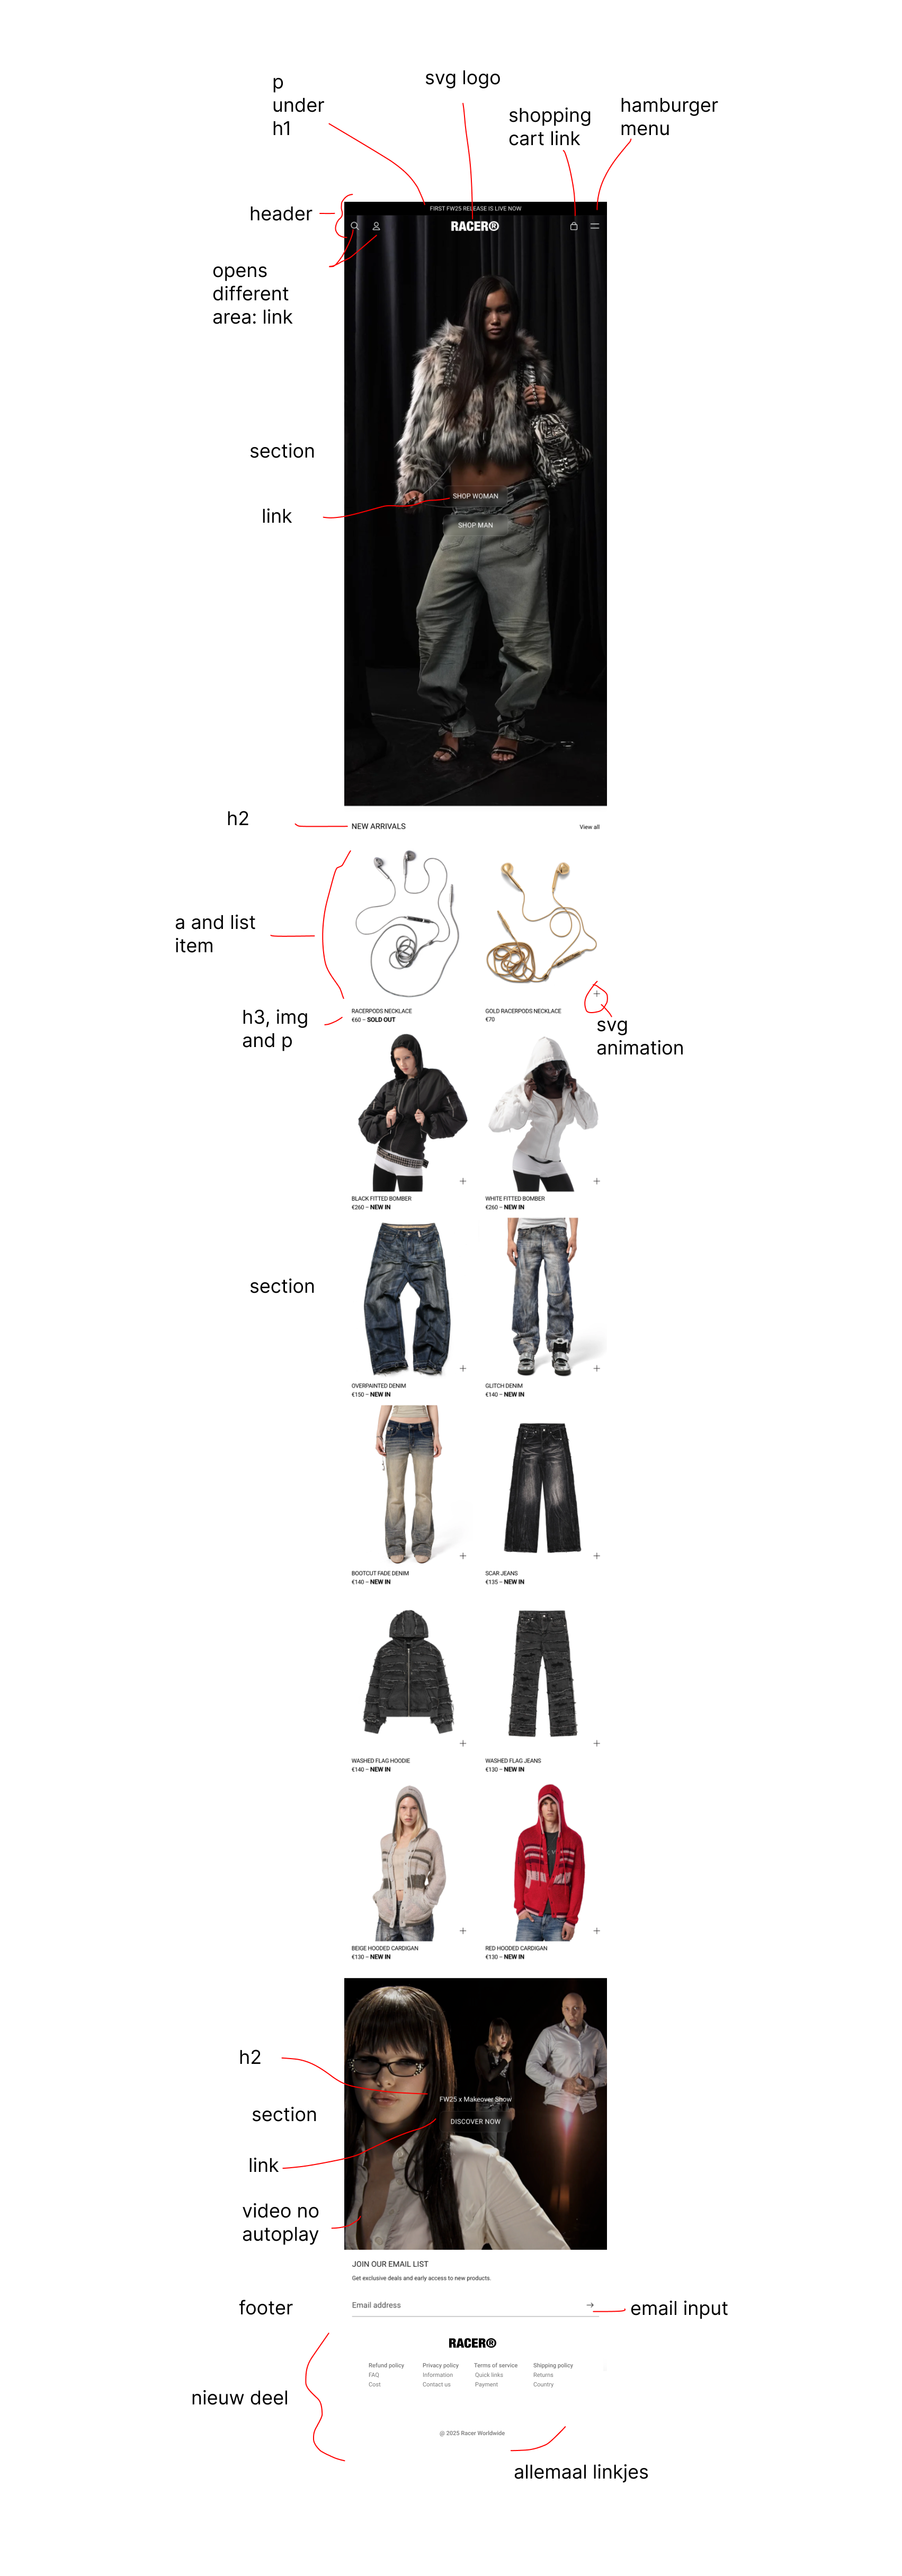 svg logo
p
under
h1
shopping
cart link
hamburger
menu
header
FIRST FW25 RELEASE IS LIVE NOW
RACER®
opens
different
area: link
section
SHOP WOMAN
link
SHOP MAN
h2
NEW ARRIVALS
View all
a and list
item
h3, img
and p
RACERPODS NECKLACE
€60 – SOLD OUT
GOLD RACERPODS NECKLACE
€70
svg
animation
BLACK FITTED BOMBER
€260 – NEW IN
WHITE FITTED BOMBER
€260 – NEW IN
section
OVERPAINTED DENIM
€150 – NEW IN
GLITCH DENIM
€140 – NEW IN
BOOTCUT FADE DENIM
€140 – NEW IN
SCAR JEANS
€135 – NEW IN
WASHED FLAG HOODIE
€140 – NEW IN
WASHED FLAG JEANS
€130 – NEW IN
BEIGE HOODED CARDIGAN
€130 – NEW IN
RED HOODED CARDIGAN
€130 – NEW IN
h2
FW25 x Makeover Show
section
DISCOVER NOW
link
video no
autoplay
JOIN OUR EMAIL LIST
Get exclusive deals and early access to new products.
footer
Email address
email input
RACER®
nieuw deel
Refund policy Privacy policy Terms of service Shipping policy
FAQ Information Quick links Returns
Cost Contact us Payment Country
@ 2025 Racer Worldwide
allemaal linkjes